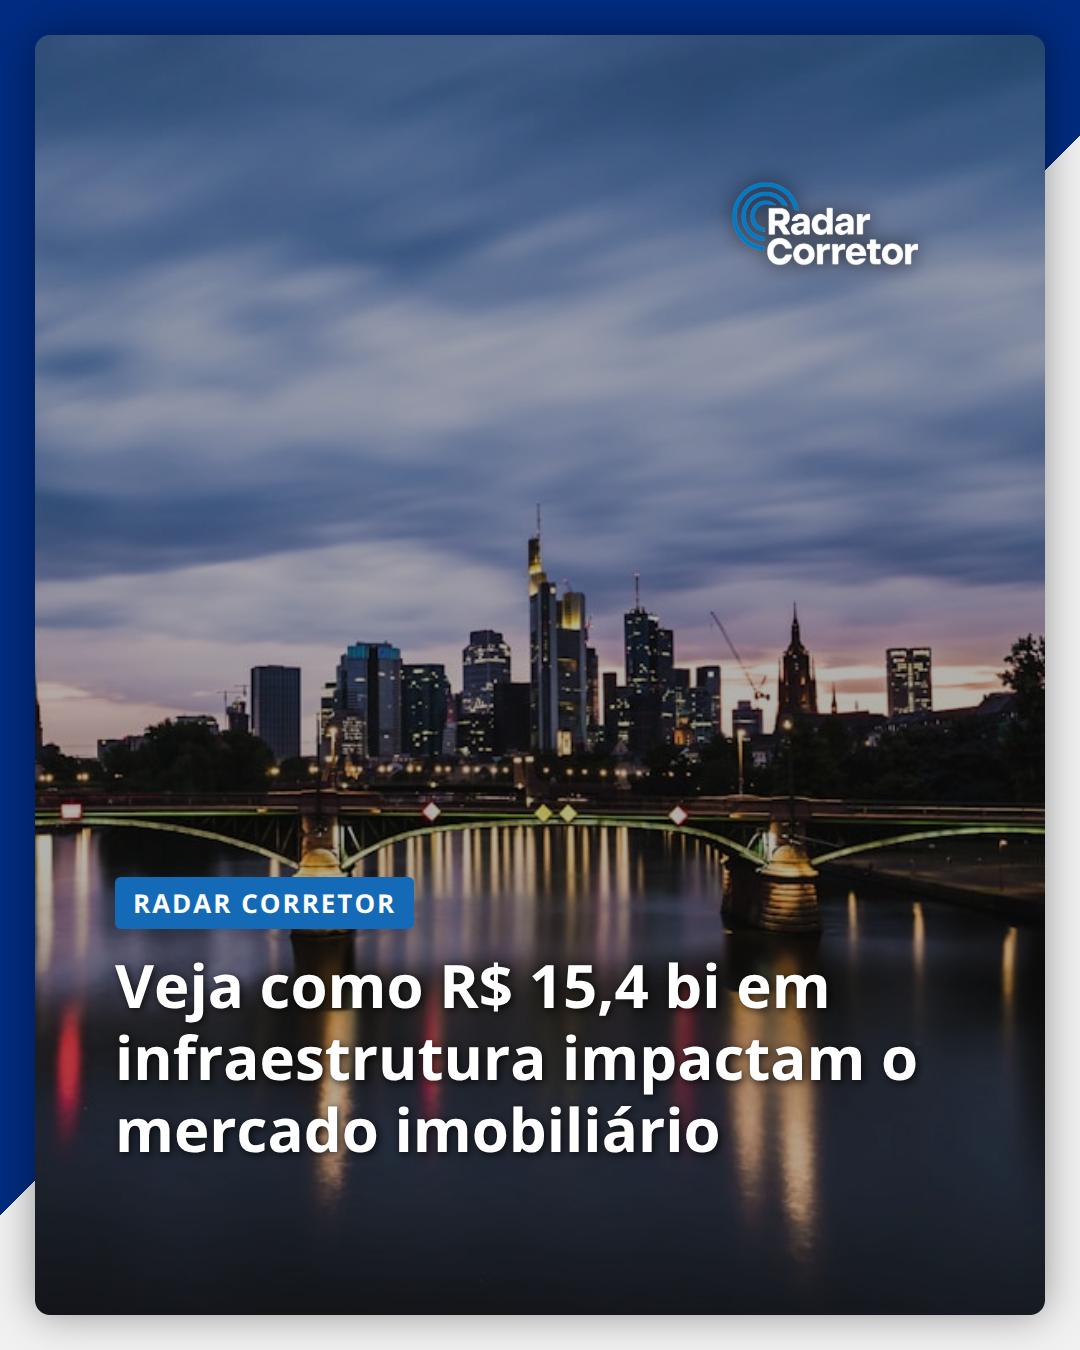 Radar
Corretor
RADAR CORRETOR
Veja como R$ 15,4 bi em
infraestrutura impactam o
mercado imobiliário